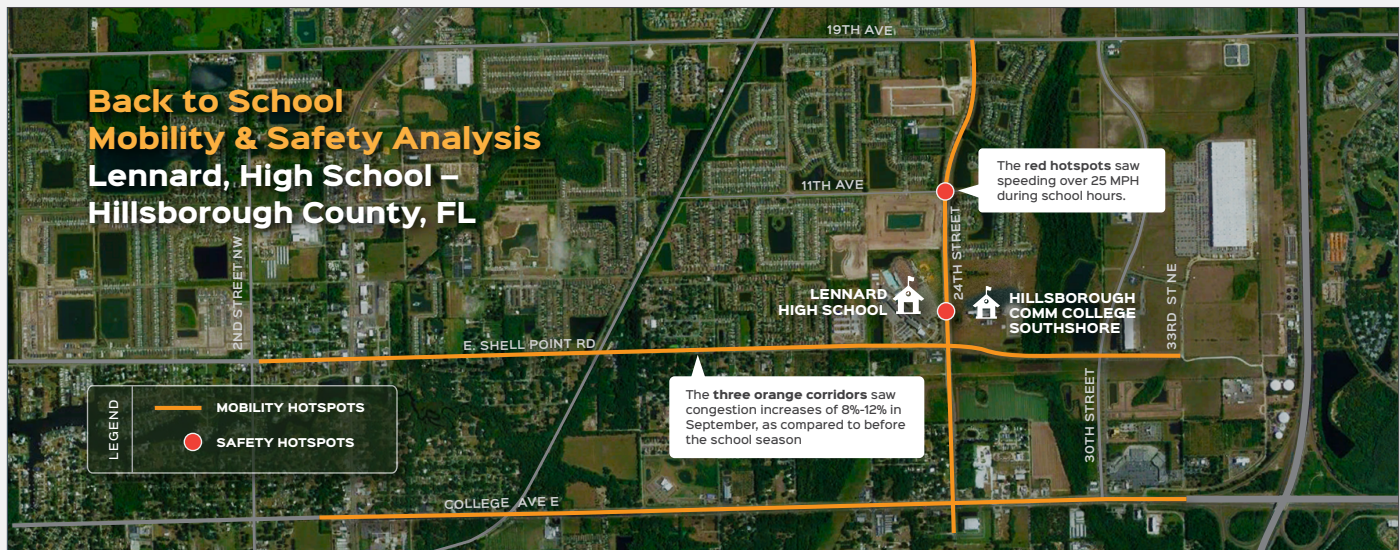 19TH AVE
Back to School
Mobility & Safety Analysis
Lennard, High School –
Hillsborough County, FL
The red hotspots saw
speeding over 25 MPH
during school hours.
11TH AVE
24TH STREET
2ND STREET NW
33RD ST NE
LENNARD
HIGH SCHOOL
HILLSBOROUGH
COMM COLLEGE
SOUTHSHORE
E. SHELL POINT RD
The three orange corridors saw
congestion increases of 8%-12% in
September, as compared to before
the school season
30TH STREET
LEGEND
MOBILITY HOTSPOTS
SAFETY HOTSPOTS
COLLEGE AVE E